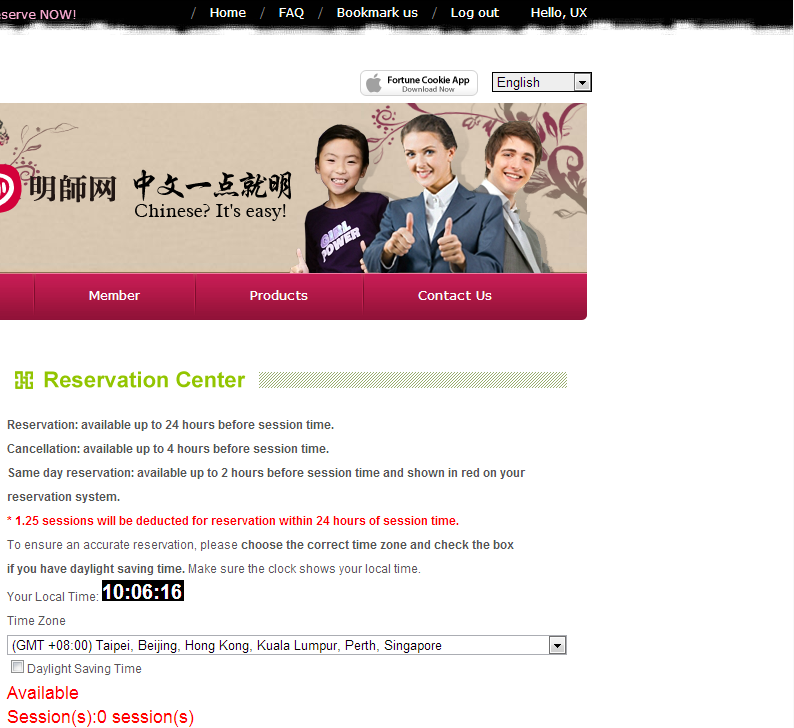 eserve NOW!
/ Home / FAQ / Bookmark us / Log out Hello, UX
Fortune Cookie App
Download Now
English
明師网 中文一点就明
Chinese? It's easy!
GIRL
POWER
Member Products Contact Us
Reservation Center
Reservation: available up to 24 hours before session time.
Cancellation: available up to 4 hours before session time.
Same day reservation: available up to 2 hours before session time and shown in red on your
reservation system.
* 1.25 sessions will be deducted for reservation within 24 hours of session time.
To ensure an accurate reservation, please choose the correct time zone and check the box
if you have daylight saving time. Make sure the clock shows your local time.
Your Local Time: 10:06:16
Time Zone
(GMT +08:00) Taipei, Beijing, Hong Kong, Kuala Lumpur, Perth, Singapore
Daylight Saving Time
Available
Session(s):0 session(s)